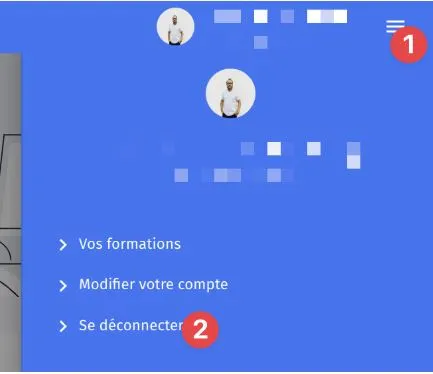 1
Vos formations
Modifier votre compte
Se déconnecter 2